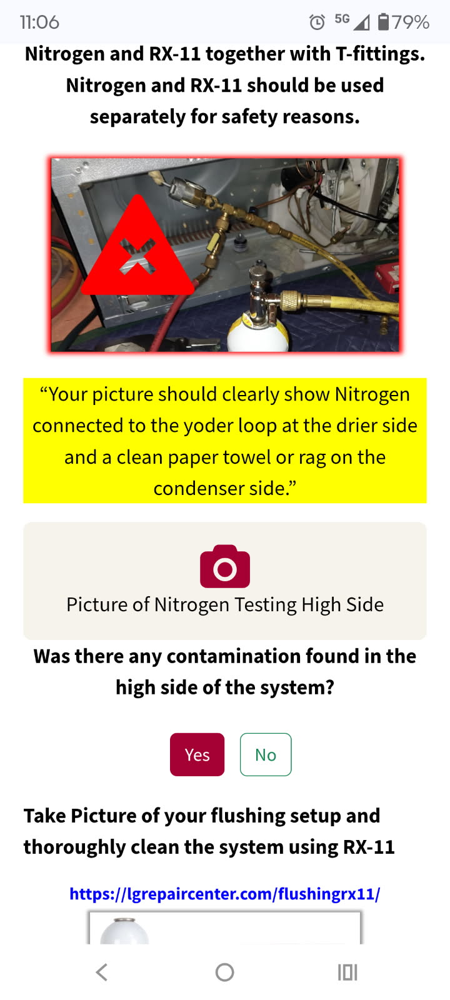 11:06
5G
79%
Nitrogen and RX-11 together with T-fittings.
Nitrogen and RX-11 should be used
separately for safety reasons.
“Your picture should clearly show Nitrogen
connected to the yoder loop at the drier side
and a clean paper towel or rag on the
condenser side.”
Picture of Nitrogen Testing High Side
Was there any contamination found in the
high side of the system?
Yes
No
Take Picture of your flushing setup and
thoroughly clean the system using RX-11
https://lgrepaircenter.com/flushingrx11/